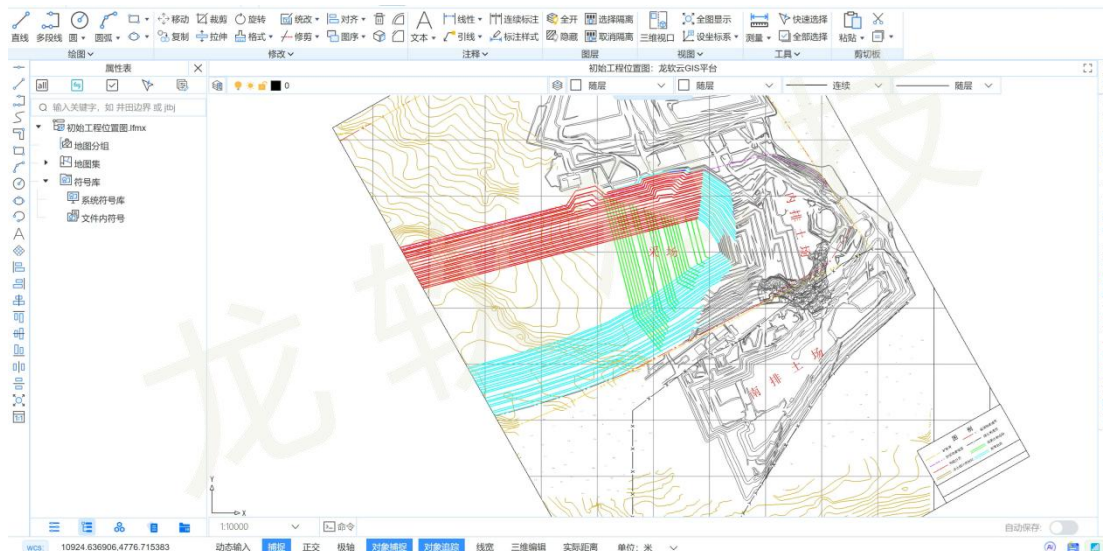 直线 多段线 圆 圆弧 移动 裁剪 旋转 统改 对齐 文本 线性 连续标注 全开 选择隔离 三维视口 全图显示 测量 快速选择 粘贴
复制 拉伸 格式 修剪 图序 引线 标注样式 隐藏 取消隔离 设坐标系 全部选择
绘图 修改 注释 图层 视图 工具 剪切板
属性表 初始工程位置图: 龙软云GIS平台
all 0 随层 随层 连续 随层
输入关键字，如 井田边界 或 jtbj
初始工程位置图.lfmx
地图分组
地图集
符号库
系统符号库
文件内符号
采 场
内排土场
南排土场
图 例
龙软科技
Y
X
1:10000 命令 自动保存:
wcs: 10924.636906,4776.715383 动态输入 捕捉 正交 极轴 对象捕捉 对象追踪 线宽 三维编辑 实际距离 单位: 米